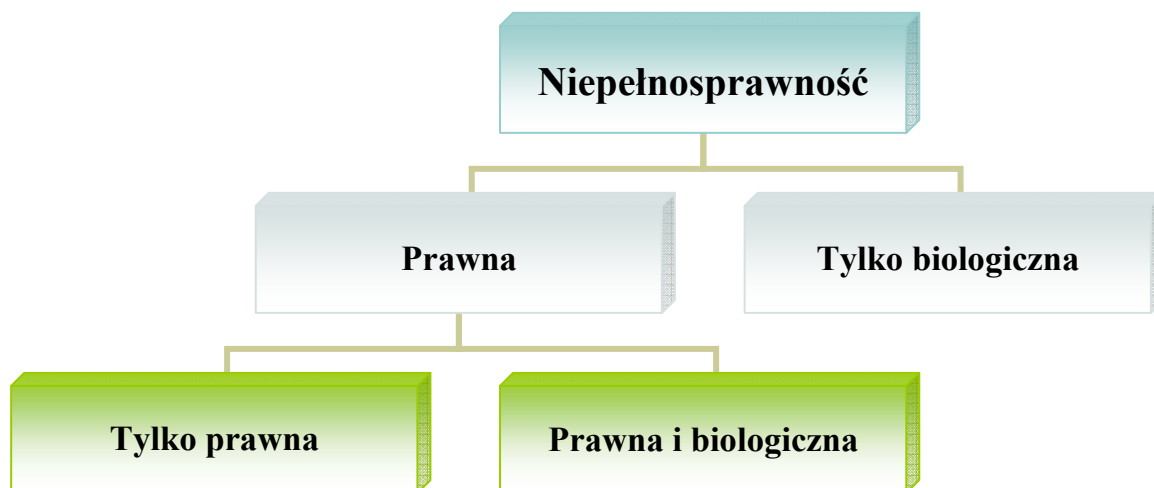 Niepełnosprawność
Prawna
Tylko biologiczna
Tylko prawna
Prawna i biologiczna